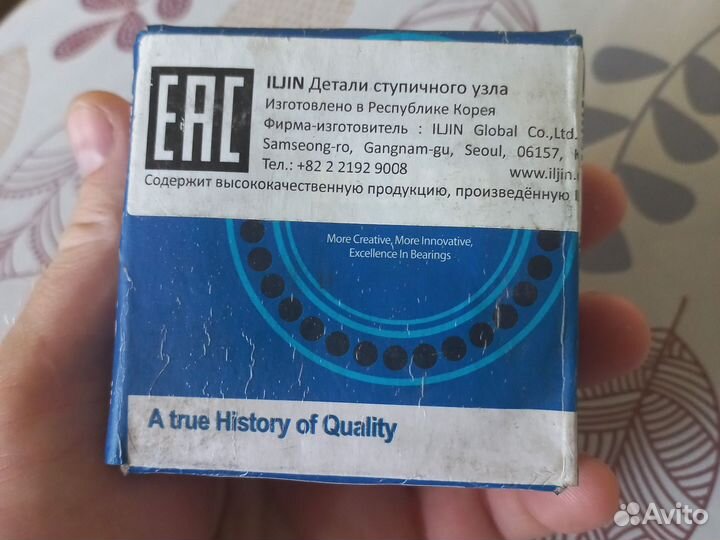 EAC
ILJIN Детали ступичного узла
Изготовлено в Республике Корея
Фирма-изготовитель : ILJIN Global Co.,Ltd.
Samseong-ro, Gangnam-gu, Seoul, 06157,
Тел.: +82 2 2192 9008 www.iljin.
Содержит высококачественную продукцию, произведённую
More Creative, More Innovative,
Excellence In Bearings
A true History of Quality
Avito